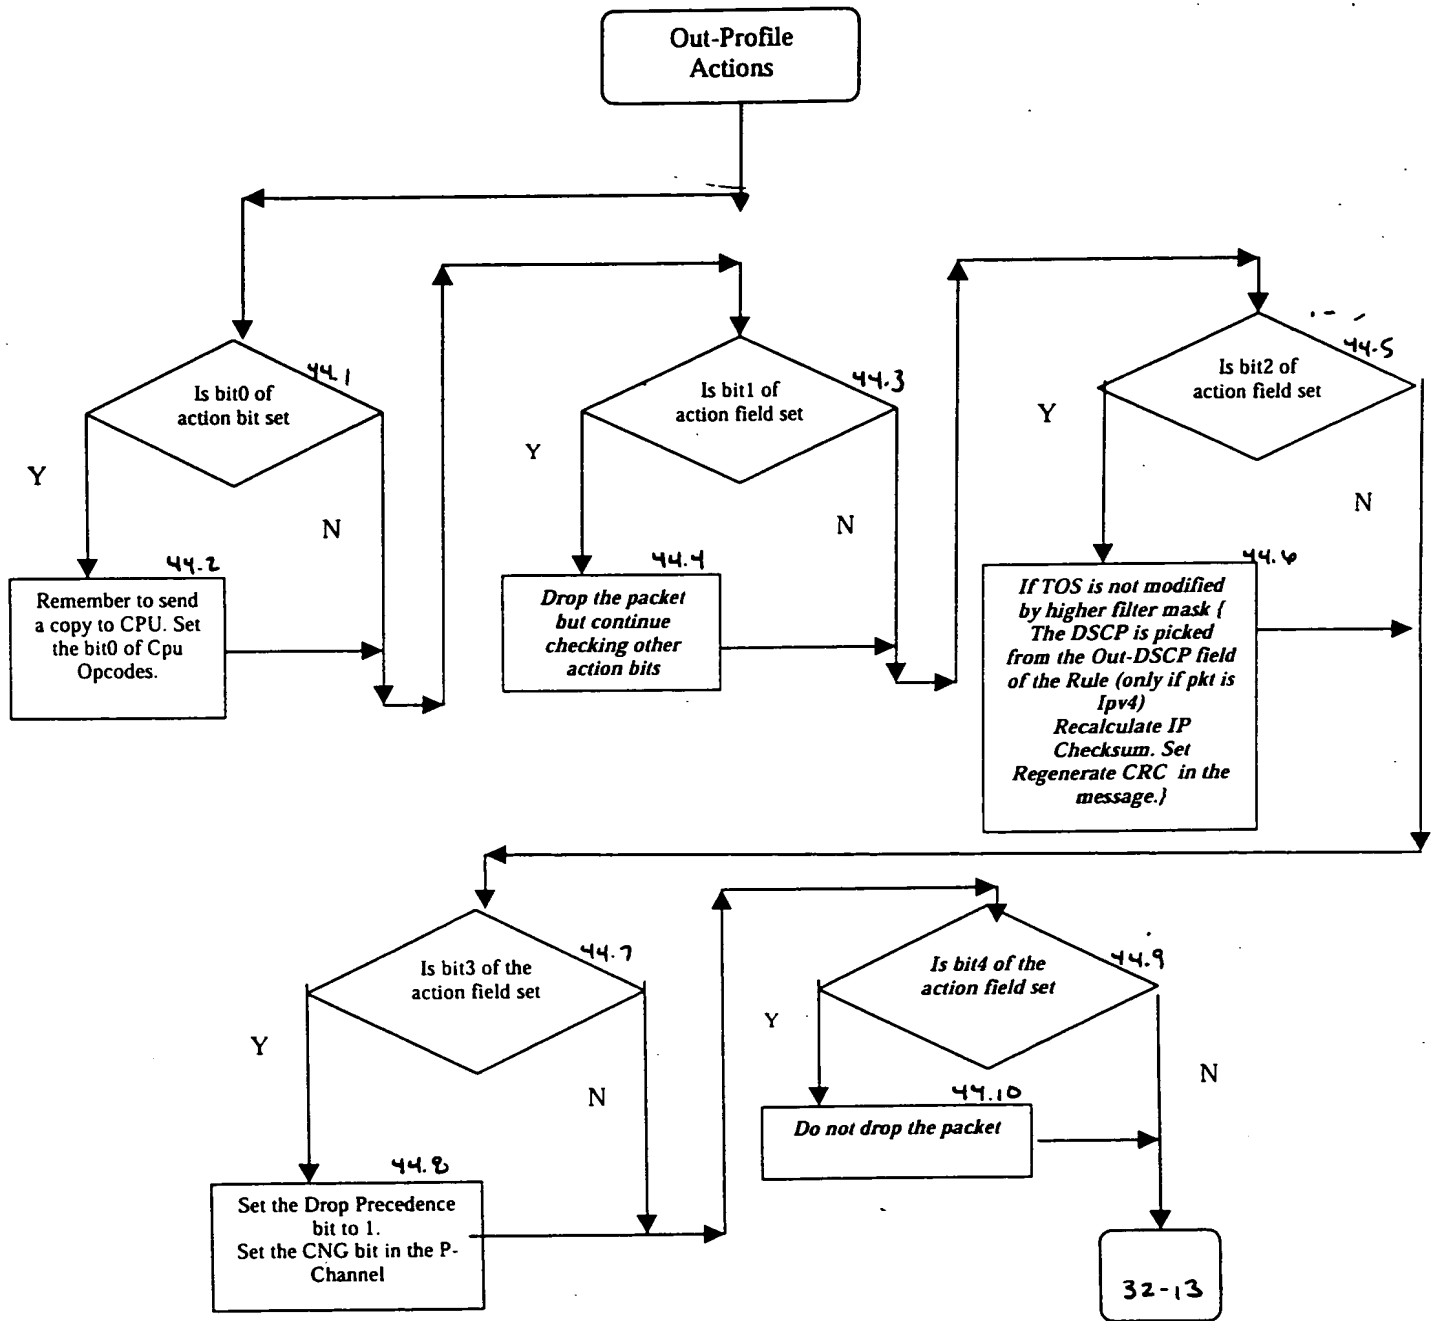 Out-Profile
Actions
44.1
Is bit0 of
action bit set
Y
N
44.2
Remember to send
a copy to CPU. Set
the bit0 of Cpu
Opcodes.
44.3
Is bit1 of
action field set
Y
N
44.4
Drop the packet
but continue
checking other
action bits
44.5
Is bit2 of
action field set
Y
N
44.6
If TOS is not modified
by higher filter mask {
The DSCP is picked
from the Out-DSCP field
of the Rule (only if pkt is
Ipv4)
Recalculate IP
Checksum. Set
Regenerate CRC in the
message.}
44.7
Is bit3 of the
action field set
Y
N
44.8
Set the Drop Precedence
bit to 1.
Set the CNG bit in the P-
Channel
44.9
Is bit4 of the
action field set
Y
N
44.10
Do not drop the packet
32-13